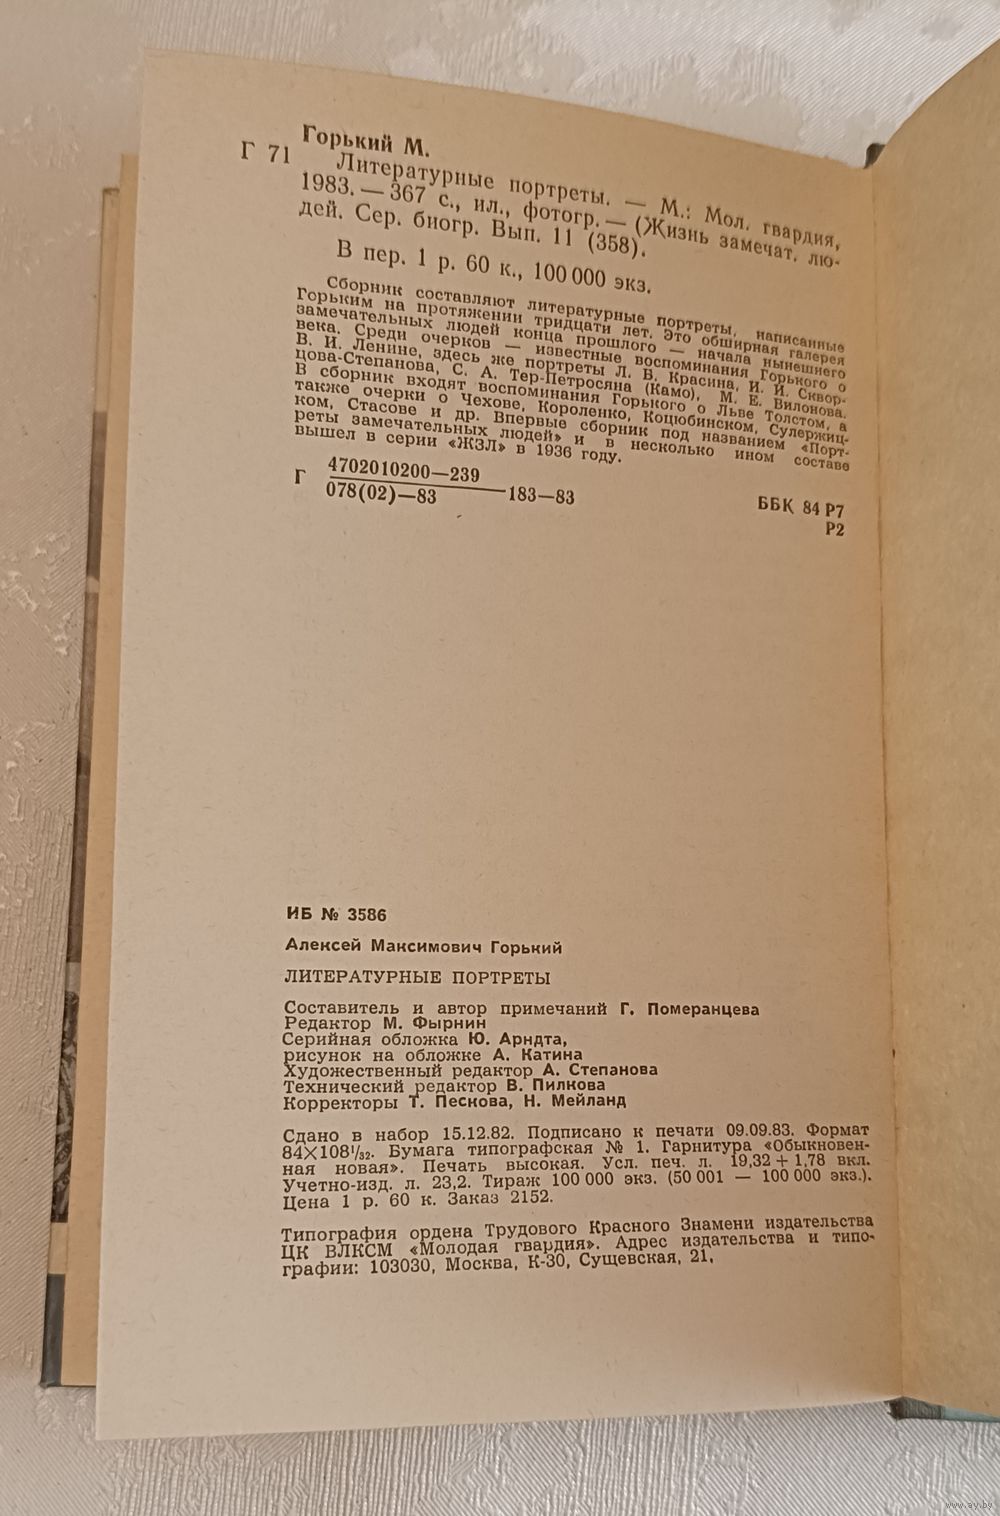 Горький М.
Г 71 Литературные портреты. — М.: Мол. гвардия,
1983. — 367 с., ил., фотогр. — (Жизнь замечат. лю-
дей. Сер. биогр. Вып. 11 (358).
В пер. 1 р. 60 к., 100 000 экз.
Сборник составляют литературные портреты, написанные
Горьким на протяжении тридцати лет. Это обширная галерея
замечательных людей конца прошлого — начала нынешнего
века. Среди очерков — известные воспоминания Горького о
В. И. Ленине, здесь же портреты Л. Б. Красина, И. И. Сквор-
цова-Степанова, С. А. Тер-Петросяна (Камо), М. Е. Вилонова.
В сборник входят воспоминания Горького о Льве Толстом, а
также очерки о Чехове, Короленко, Коцюбинском, Сулержиц-
ком, Стасове и др. Впервые сборник под названием «Порт-
реты замечательных людей» и в несколько ином составе
вышел в серии «ЖЗЛ» в 1936 году.
Г 4702010200—239
078(02)—83 —183—83
ББК 84 Р7
Р2
ИБ № 3586
Алексей Максимович Горький
ЛИТЕРАТУРНЫЕ ПОРТРЕТЫ
Составитель и автор примечаний Г. Померанцева
Редактор М. Фырнин
Серийная обложка Ю. Арндта,
рисунок на обложке А. Катина
Художественный редактор А. Степанова
Технический редактор В. Пилкова
Корректоры Т. Пескова, Н. Мейланд
Сдано в набор 15.12.82. Подписано к печати 09.09.83. Формат
84×108¹/₃₂. Бумага типографская № 1. Гарнитура «Обыкновен-
ная новая». Печать высокая. Усл. печ. л. 19,32+1,78 вкл.
Учетно-изд. л. 23,2. Тираж 100 000 экз. (50 001 — 100 000 экз.).
Цена 1 р. 60 к. Заказ 2152.
Типография ордена Трудового Красного Знамени издательства
ЦК ВЛКСМ «Молодая гвардия». Адрес издательства и типо-
графии: 103030, Москва, К-30, Сущевская, 21.
www.ay.by